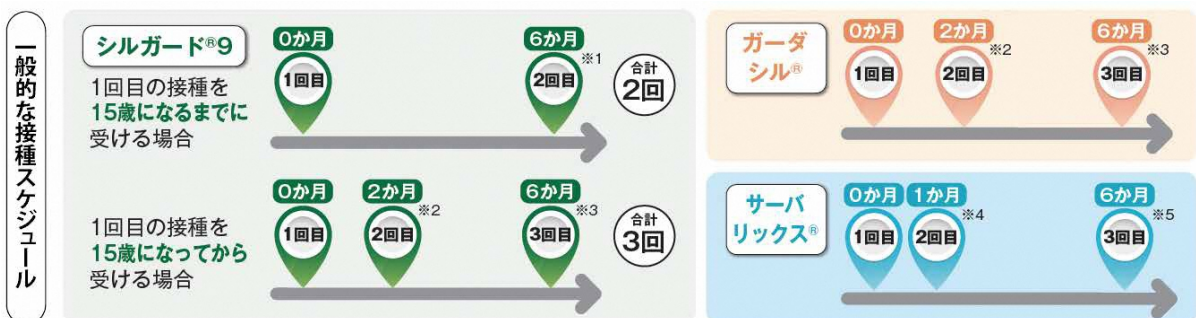 一般的な接種スケジュール
シルガード®9
1回目の接種を
15歳になるまでに
受ける場合
0か月
1回目
6か月
※1
2回目
合計
2回
1回目の接種を
15歳になってから
受ける場合
0か月
1回目
2か月
※2
2回目
6か月
※3
3回目
合計
3回
ガーダ
シル®
0か月
1回目
2か月
※2
2回目
6か月
※3
3回目
サーバ
リックス®
0か月
1回目
1か月
※4
2回目
6か月
※5
3回目